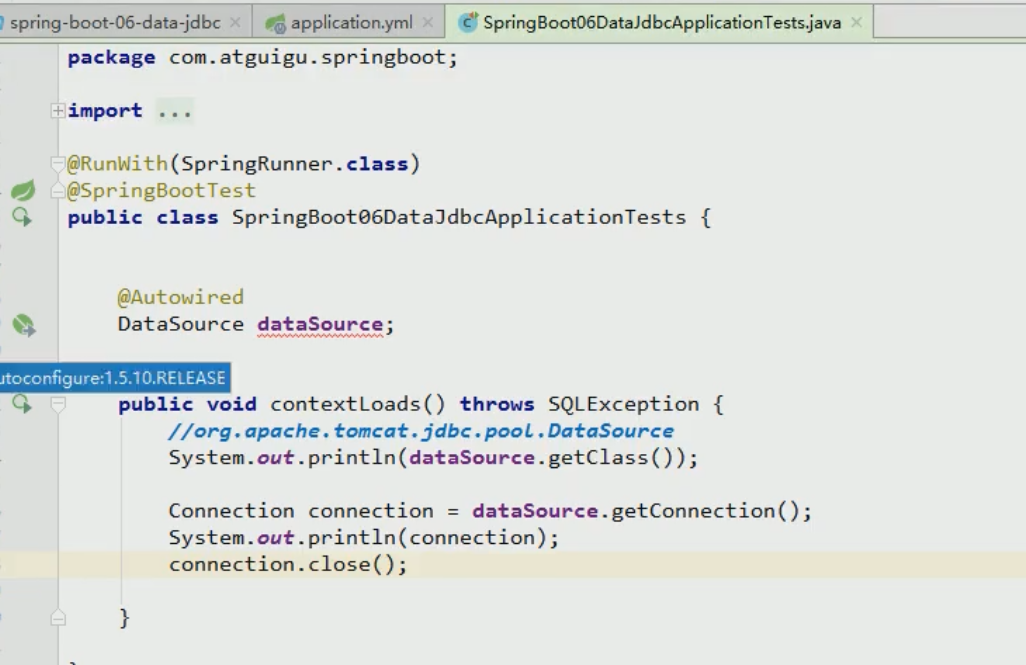 spring-boot-06-data-jdbc application.yml SpringBoot06DataJdbcApplicationTests.java
package com.atguigu.springboot;
import ...
@RunWith(SpringRunner.class)
@SpringBootTest
public class SpringBoot06DataJdbcApplicationTests {
@Autowired
DataSource dataSource;
utoconfigure:1.5.10.RELEASE
public void contextLoads() throws SQLException {
//org.apache.tomcat.jdbc.pool.DataSource
System.out.println(dataSource.getClass());
Connection connection = dataSource.getConnection();
System.out.println(connection);
connection.close();
}